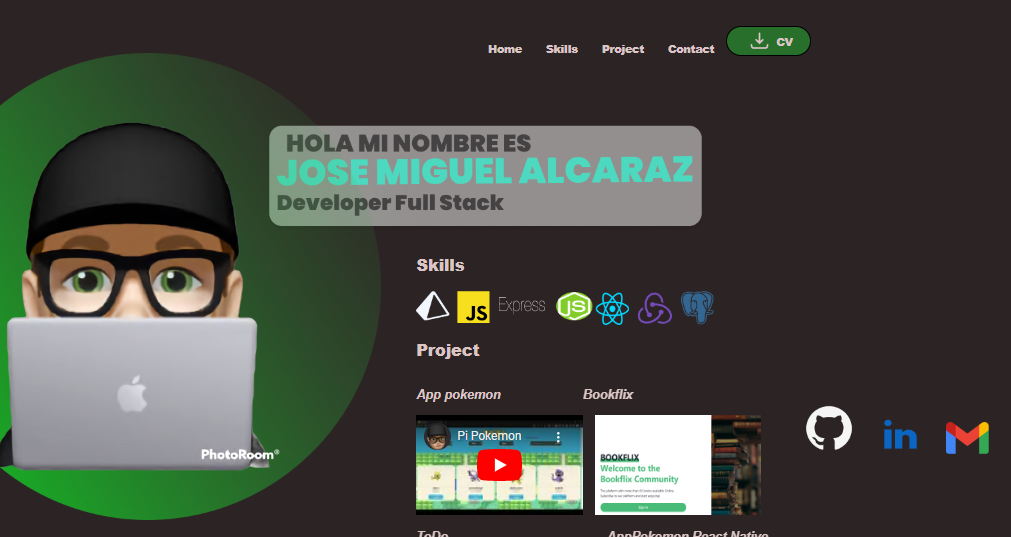 Home Skills Project Contact CV
HOLA MI NOMBRE ES
JOSE MIGUEL ALCARAZ
Developer Full Stack
Skills
JS Express JS
Project
App pokemon Bookflix
Pi Pokemon
BOOKFLIX
Welcome to the
Bookflix Community
PhotoRoom®
in
ToDo AppPokemon React Native